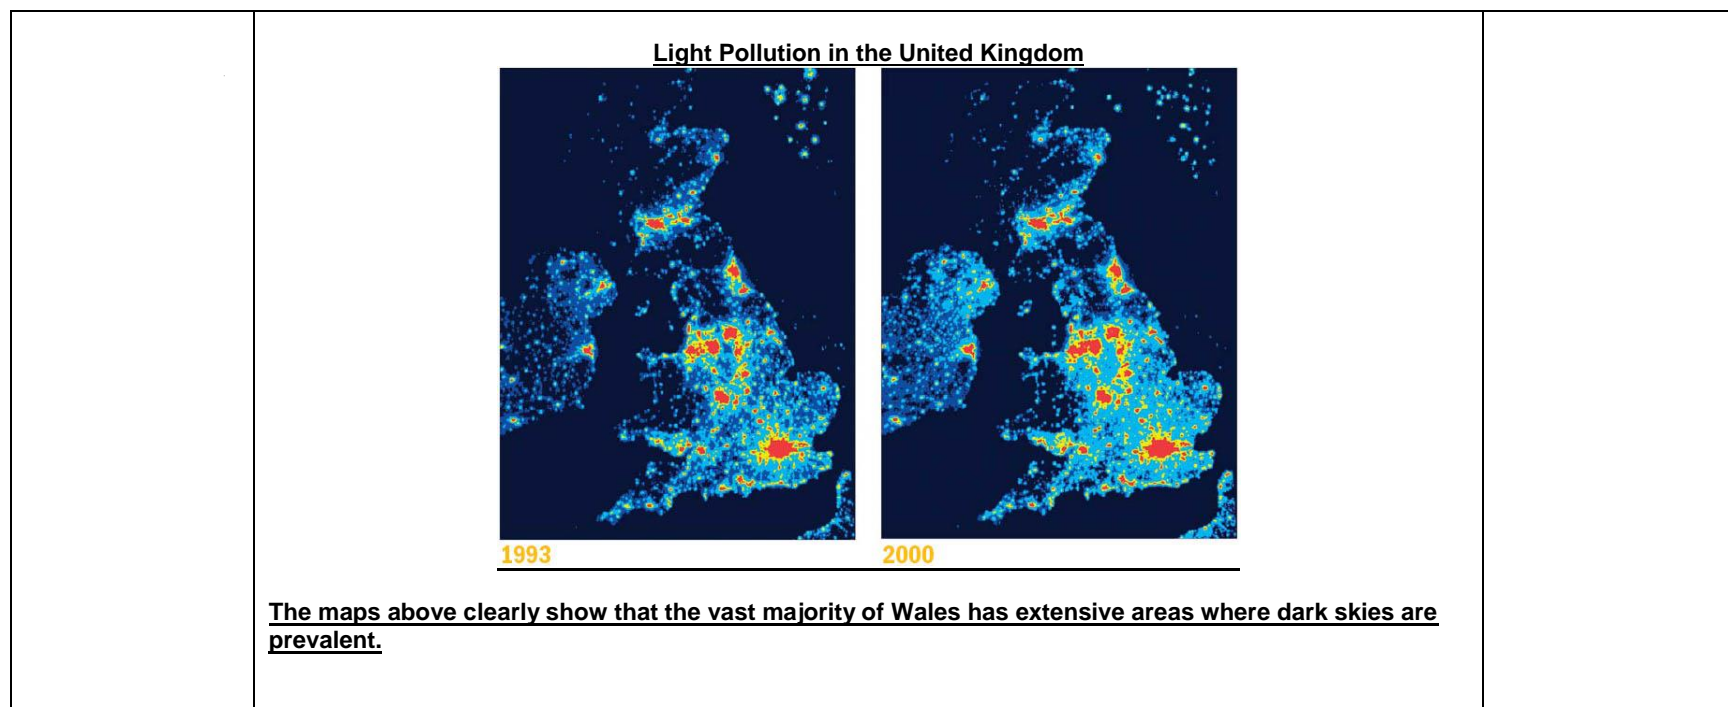 Light Pollution in the United Kingdom
1993
2000
The maps above clearly show that the vast majority of Wales has extensive areas where dark skies are
prevalent.